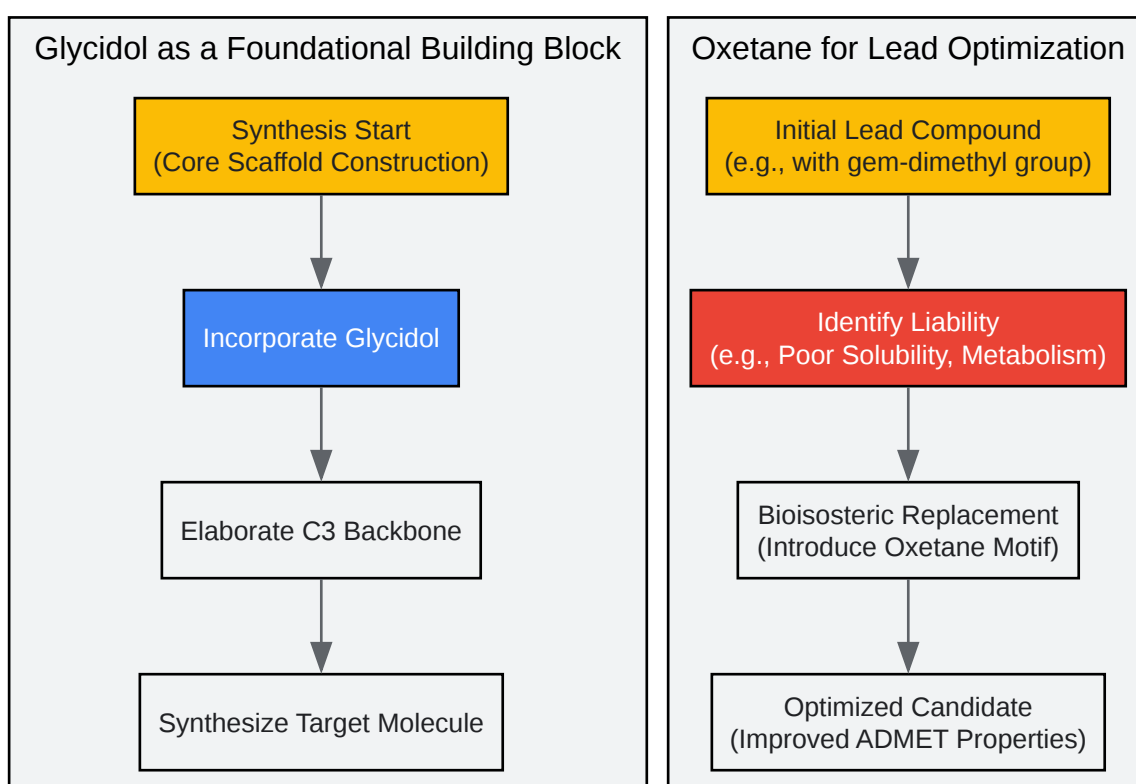 Glycidol as a Foundational Building Block
Synthesis Start
(Core Scaffold Construction)
Incorporate Glycidol
Elaborate C3 Backbone
Synthesize Target Molecule
Oxetane for Lead Optimization
Initial Lead Compound
(e.g., with gem-dimethyl group)
Identify Liability
(e.g., Poor Solubility, Metabolism)
Bioisosteric Replacement
(Introduce Oxetane Motif)
Optimized Candidate
(Improved ADMET Properties)